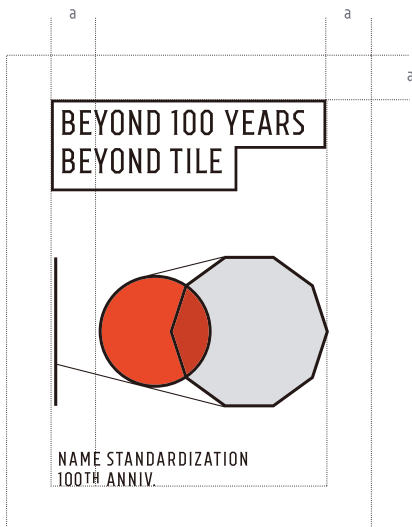 a
a
a
BEYOND 100 YEARS
BEYOND TILE
NAME STANDARDIZATION
100TH ANNIV.